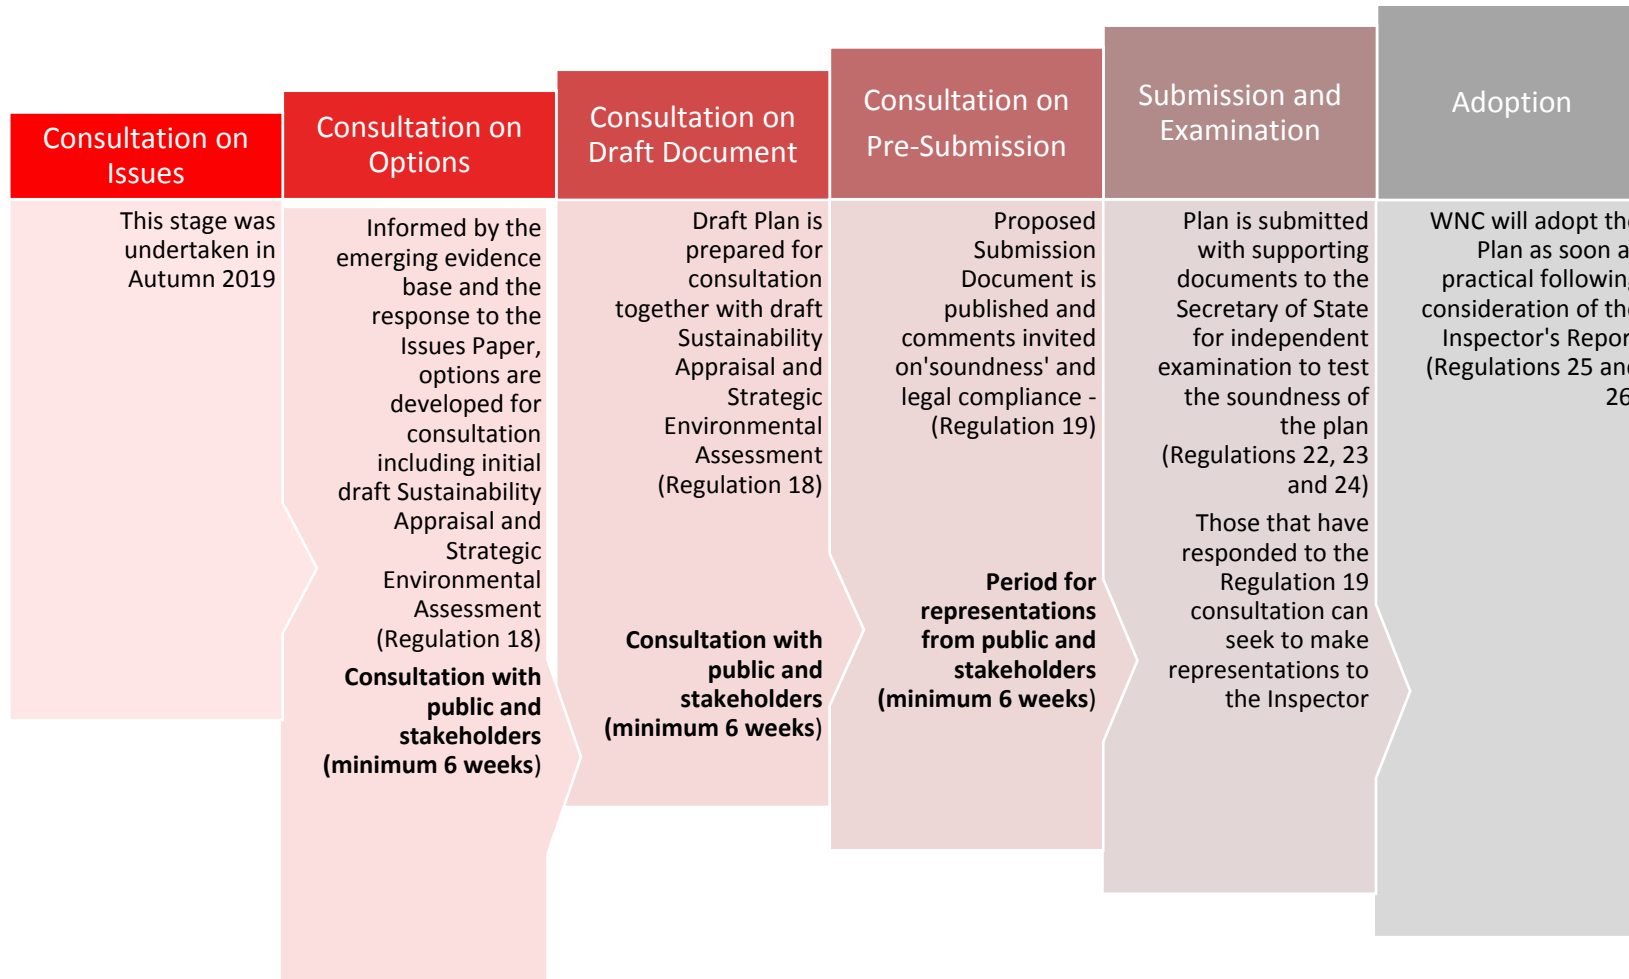 Consultation on
Issues
This stage was
undertaken in
Autumn 2019
Consultation on
Options
Informed by the
emerging evidence
base and the
response to the
Issues Paper,
options are
developed for
consultation
including initial
draft Sustainability
Appraisal and
Strategic
Environmental
Assessment
(Regulation 18)
Consultation with
public and
stakeholders
(minimum 6 weeks)
Consultation on
Draft Document
Draft Plan is
prepared for
consultation
together with draft
Sustainability
Appraisal and
Strategic
Environmental
Assessment
(Regulation 18)
Consultation with
public and
stakeholders
(minimum 6 weeks)
Consultation on
Pre-Submission
Proposed
Submission
Document is
published and
comments invited
on'soundness' and
legal compliance -
(Regulation 19)
Period for
representations
from public and
stakeholders
(minimum 6 weeks)
Submission and
Examination
Plan is submitted
with supporting
documents to the
Secretary of State
for independent
examination to test
the soundness of
the plan
(Regulations 22, 23
and 24)
Those that have
responded to the
Regulation 19
consultation can
seek to make
representations to
the Inspector
Adoption
WNC will adopt the
Plan as soon a
practical following
consideration of the
Inspector's Repor
(Regulations 25 and
26